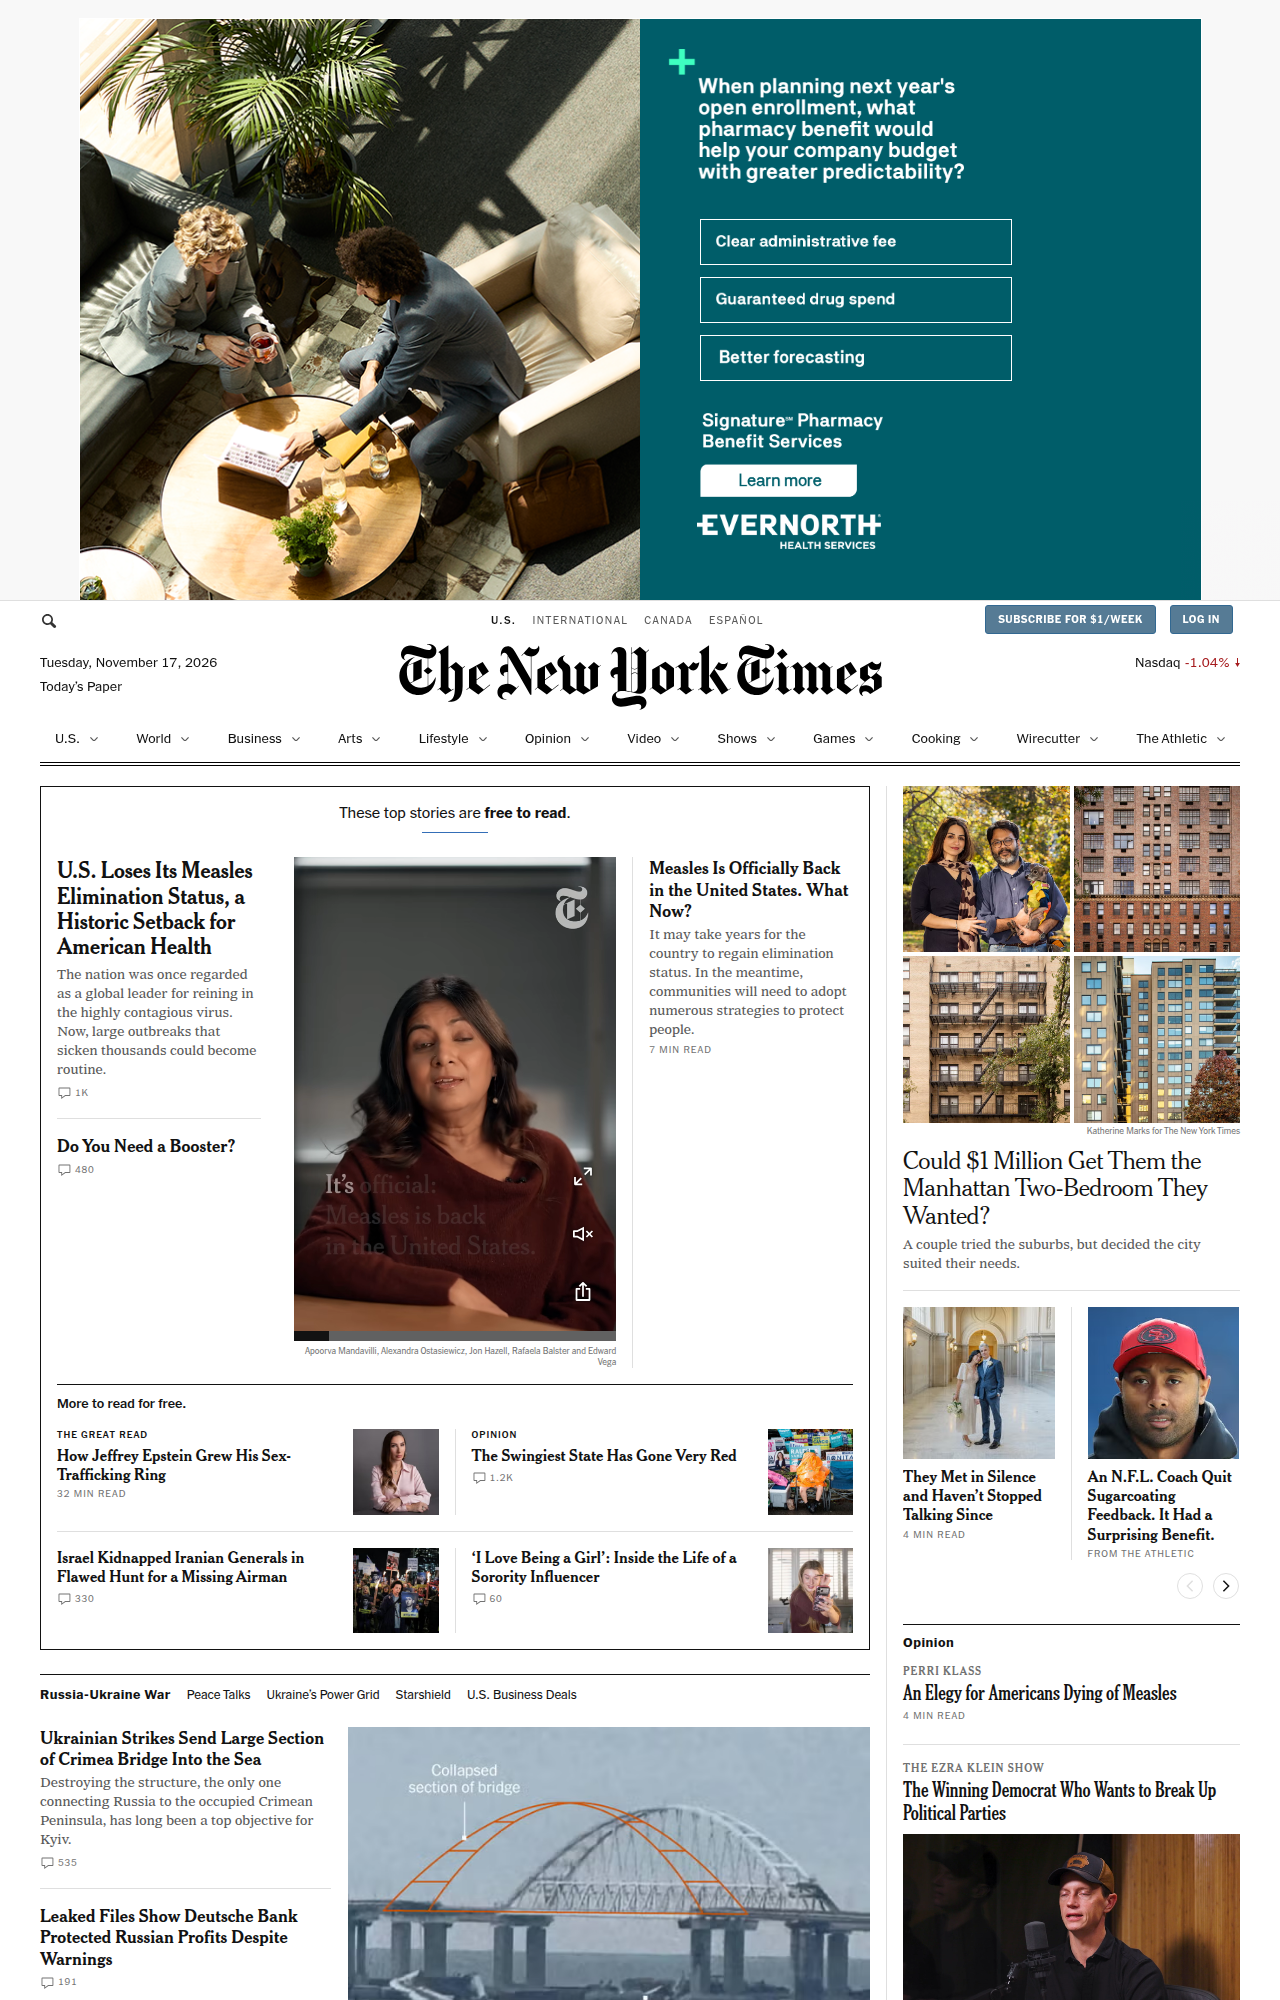 When planning next year's
open enrollment, what
pharmacy benefit would
help your company budget
with greater predictability?
Clear administrative fee
Guaranteed drug spend
Better forecasting
Signature℠ Pharmacy
Benefit Services
Learn more
EVERNORTH
HEALTH SERVICES
U.S. INTERNATIONAL CANADA ESPAÑOL
SUBSCRIBE FOR $1/WEEK LOG IN
Tuesday, November 17, 2026
Today's Paper
The New York Times
Nasdaq -1.04%
U.S. World Business Arts Lifestyle Opinion Video Shows Games Cooking Wirecutter The Athletic
These top stories are free to read.
U.S. Loses Its Measles
Elimination Status, a
Historic Setback for
American Health
The nation was once regarded
as a global leader for reining in
the highly contagious virus.
Now, large outbreaks that
sicken thousands could become
routine.
1K
Do You Need a Booster?
480
It's official:
Measles is back
in the United States.
Apoorva Mandavilli, Alexandra Ostasiewicz, Jon Hazell, Rafaela Balster and Edward
Vega
Measles Is Officially Back
in the United States. What
Now?
It may take years for the
country to regain elimination
status. In the meantime,
communities will need to adopt
numerous strategies to protect
people.
7 MIN READ
More to read for free.
THE GREAT READ
How Jeffrey Epstein Grew His Sex-
Trafficking Ring
32 MIN READ
OPINION
The Swingiest State Has Gone Very Red
1.2K
Israel Kidnapped Iranian Generals in
Flawed Hunt for a Missing Airman
330
‘I Love Being a Girl’: Inside the Life of a
Sorority Influencer
60
Russia-Ukraine War Peace Talks Ukraine’s Power Grid Starshield U.S. Business Deals
Ukrainian Strikes Send Large Section
of Crimea Bridge Into the Sea
Destroying the structure, the only one
connecting Russia to the occupied Crimean
Peninsula, has long been a top objective for
Kyiv.
535
Leaked Files Show Deutsche Bank
Protected Russian Profits Despite
Warnings
191
Collapsed
section of bridge
Katherine Marks for The New York Times
Could $1 Million Get Them the
Manhattan Two-Bedroom They
Wanted?
A couple tried the suburbs, but decided the city
suited their needs.
They Met in Silence
and Haven’t Stopped
Talking Since
4 MIN READ
An N.F.L. Coach Quit
Sugarcoating
Feedback. It Had a
Surprising Benefit.
FROM THE ATHLETIC
Opinion
PERRI KLASS
An Elegy for Americans Dying of Measles
4 MIN READ
THE EZRA KLEIN SHOW
The Winning Democrat Who Wants to Break Up
Political Parties